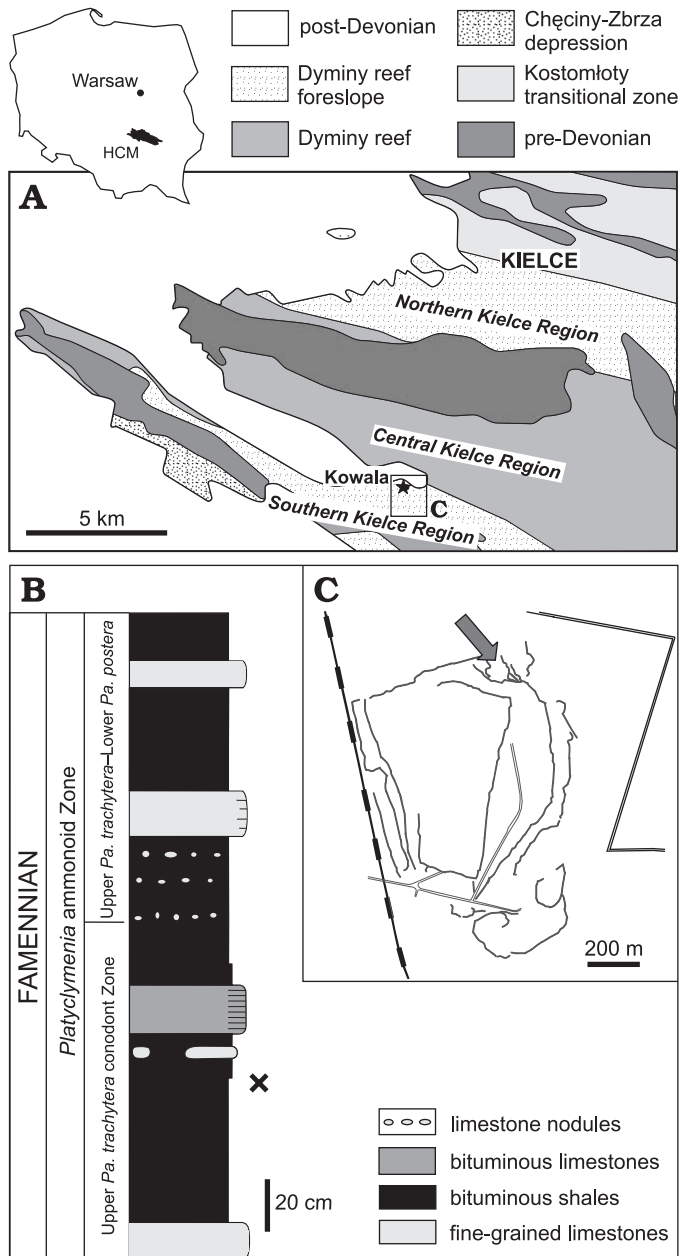 Warsaw
HCM
post-Devonian
Dyminy reef
foreslope
Dyminy reef
Chęciny-Zbrza
depression
Kostomłoty
transitional zone
pre-Devonian
A
KIELCE
Northern Kielce Region
Central Kielce Region
Kowala
C
Southern Kielce Region
5 km
B
FAMENNIAN
Platyclymenia ammonoid Zone
Upper Pa. trachytera–Lower Pa. postera
Upper Pa. trachytera conodont Zone
20 cm
C
200 m
limestone nodules
bituminous limestones
bituminous shales
fine-grained limestones